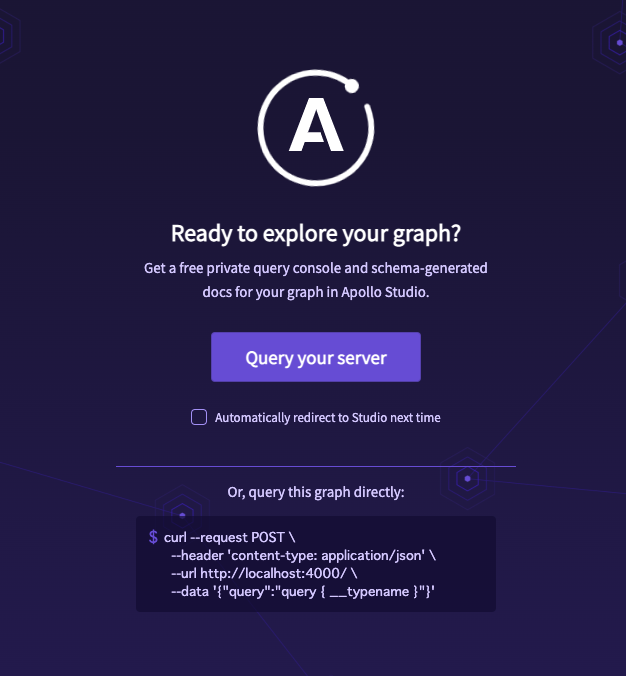 A
Ready to explore your graph?
Get a free private query console and schema-generated
docs for your graph in Apollo Studio.
Query your server
Automatically redirect to Studio next time
Or, query this graph directly:
$ curl --request POST \
--header 'content-type: application/json' \
--url http://localhost:4000/ \
--data '{"query":"query { __typename }"}'